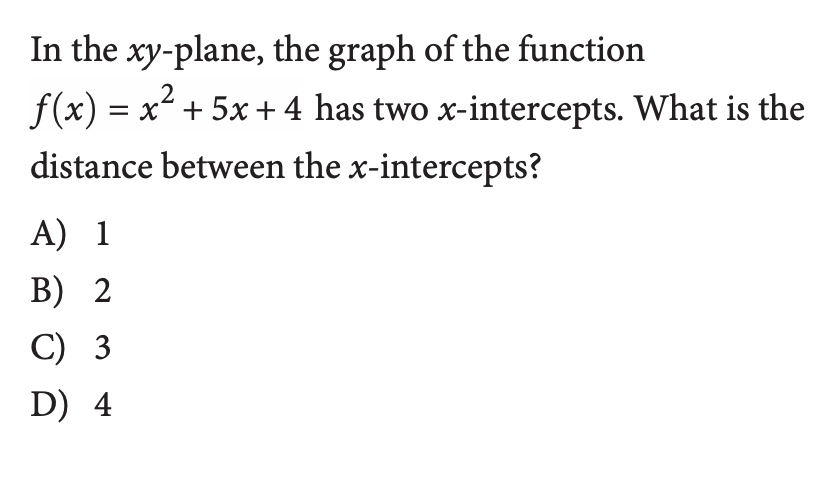 In the xy-plane, the graph of the function
f(x) = x² + 5x + 4 has two x-intercepts. What is the
distance between the x-intercepts?
A) 1
B) 2
C) 3
D) 4